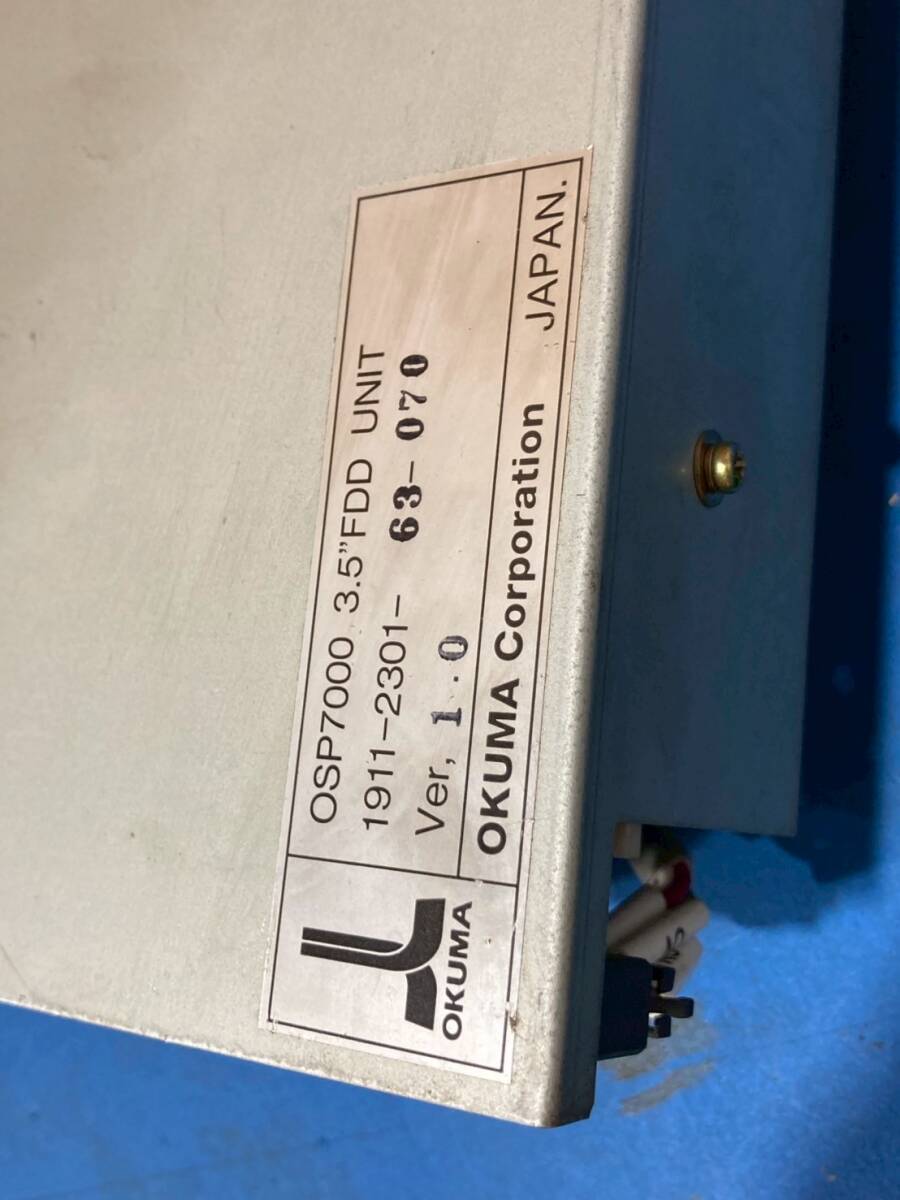 OKUMA
OSP7000 3.5”FDD UNIT
1911-2301- 63-070
Ver, 1.0
OKUMA Corporation JAPAN.